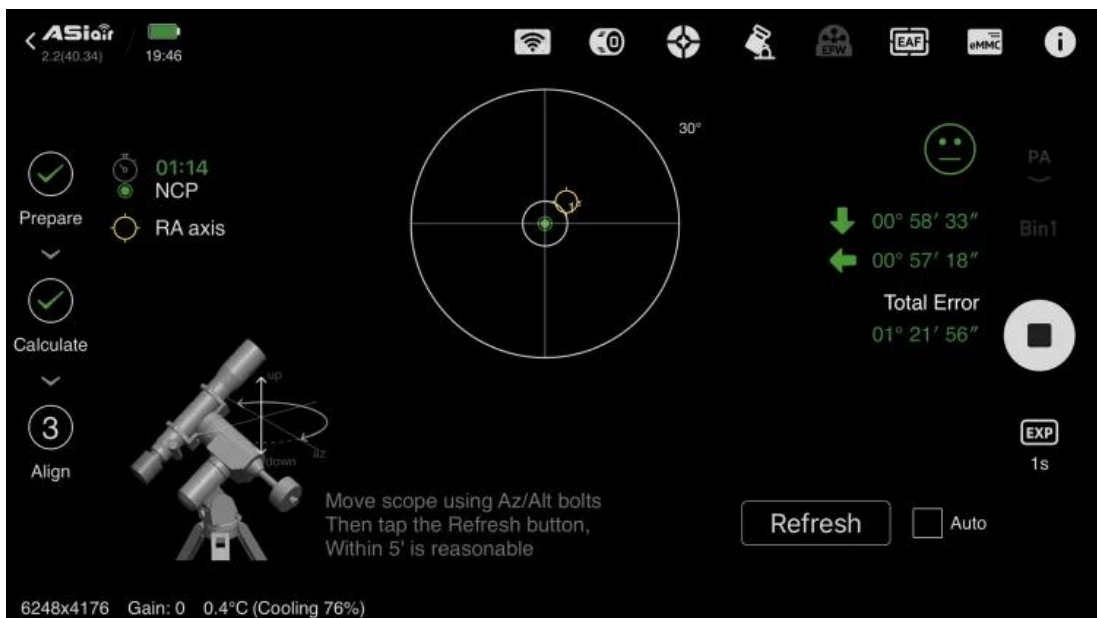 ASiair
2.2(40.34)
19:46
EFW
EAF
eMMC
30°
1°
01:14
NCP
RA axis
Prepare
Calculate
3
Align
00° 58′ 33″
00° 57′ 18″
Total Error
01° 21′ 56″
PA
Bin1
EXP
1s
up
down
az
Move scope using Az/Alt bolts
Then tap the Refresh button,
Within 5' is reasonable
Refresh
Auto
6248x4176 Gain: 0 0.4°C (Cooling 76%)